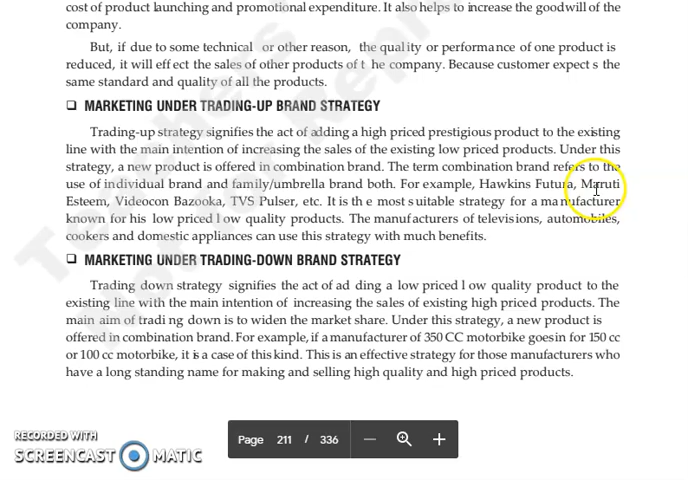 cost of product launching and promotional expenditure. It also helps to increase the goodwill of the
company.
But, if due to some technical or other reason, the quality or performance of one product is
reduced, it will eff ect the sales of other products of t he company. Because customer expect s the
same standard and quality of all the products.
❑ MARKETING UNDER TRADING-UP BRAND STRATEGY
Trading-up strategy signifies the act of adding a high priced prestigious product to the existing
line with the main intention of increasing the sales of the existing low priced products. Under this
strategy, a new product is offered in combination brand. The term combination brand refers to the
use of individual brand and family/umbrella brand both. For example, Hawkins Futura, Maruti
Esteem, Videocon Bazooka, TVS Pulser, etc. It is th e most s uitable strategy for a ma nufacturer
known for his low priced l ow quality products. The manufacturers of televisions, automobiles,
cookers and domestic appliances can use this strategy with much benefits.
❑ MARKETING UNDER TRADING-DOWN BRAND STRATEGY
Trading down strategy signifies the act of ad ding a low priced l ow quality product to the
existing line with the main intention of increasing the sales of existing high priced products. The
main aim of tradi ng down is to widen the market share. Under this strategy, a new product is
offered in combination brand. For example, if a manufacturer of 350 CC motorbike goes in for 150 cc
or 100 cc motorbike, it is a case of this kind. This is an effective strategy for those manufacturers who
have a long standing name for making and selling high quality and high priced products.
Page 211 / 336
RECORDED WITH
SCREENCAST MATIC